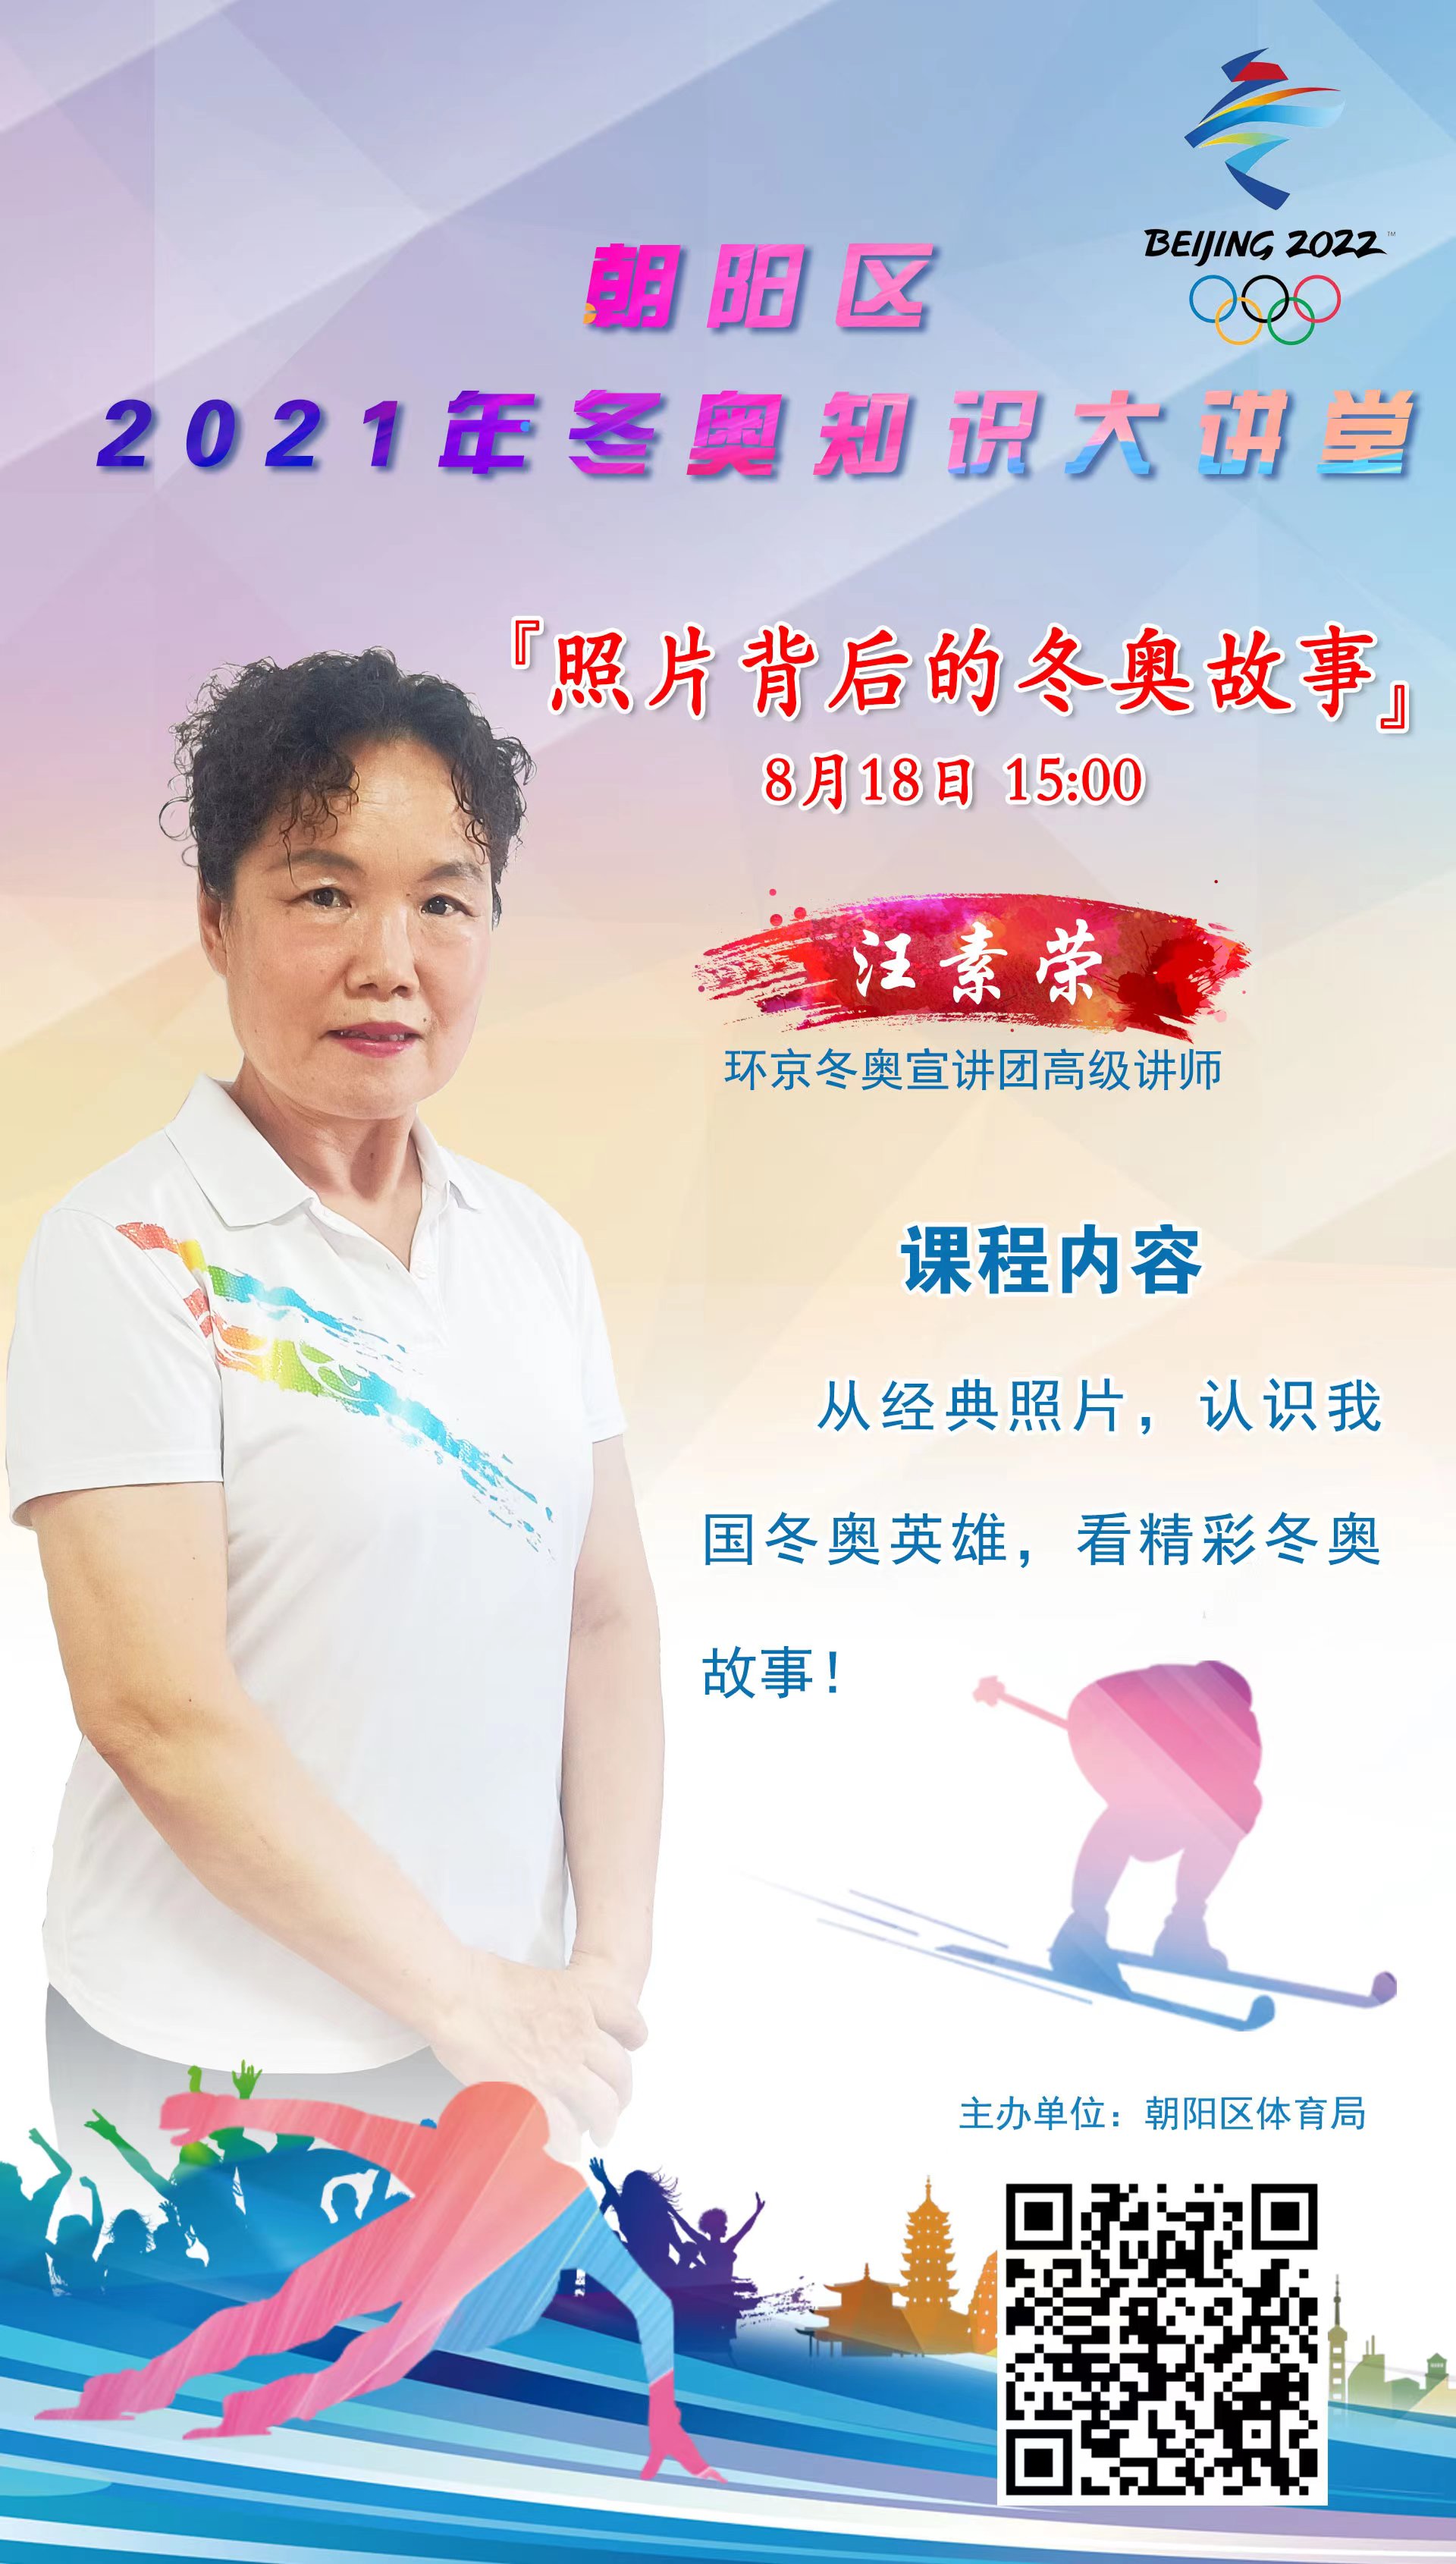 BEIJING 2022™
朝阳区
2021年冬奥知识大讲堂
『照片背后的冬奥故事』
8月18日 15:00
汪素荣
环京冬奥宣讲团高级讲师
课程内容
从经典照片，认识我
国冬奥英雄，看精彩冬奥
故事！
主办单位：朝阳区体育局